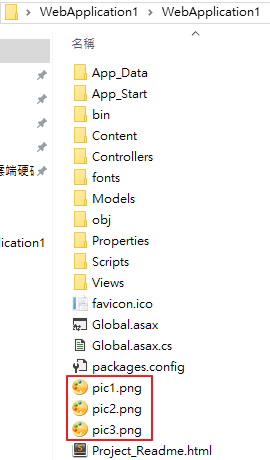 WebApplication1 › WebApplication1
名稱
App_Data
App_Start
bin
Content
Controllers
fonts
Models
obj
Properties
Scripts
Views
favicon.ico
Global.asax
Global.asax.cs
packages.config
pic1.png
pic2.png
pic3.png
Project_Readme.html
端硬
lication1